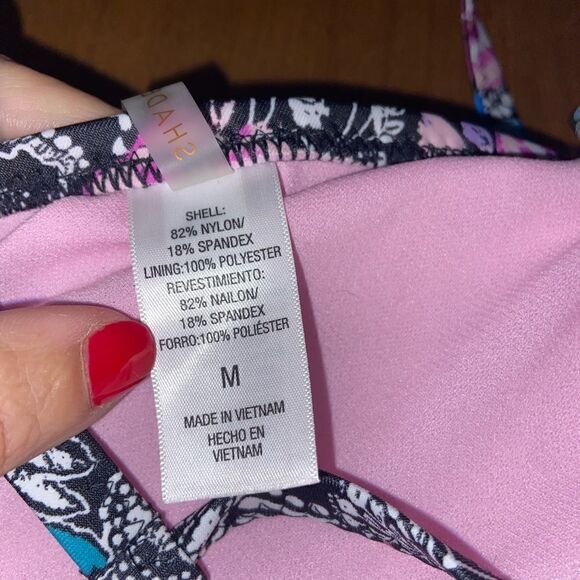 SHAD
SHELL:
82% NYLON/
18% SPANDEX
LINING:100% POLYESTER
REVESTIMIENTO:
82% NAILON/
18% SPANDEX
FORRO:100% POLIÉSTER
M
MADE IN VIETNAM
HECHO EN
VIETNAM